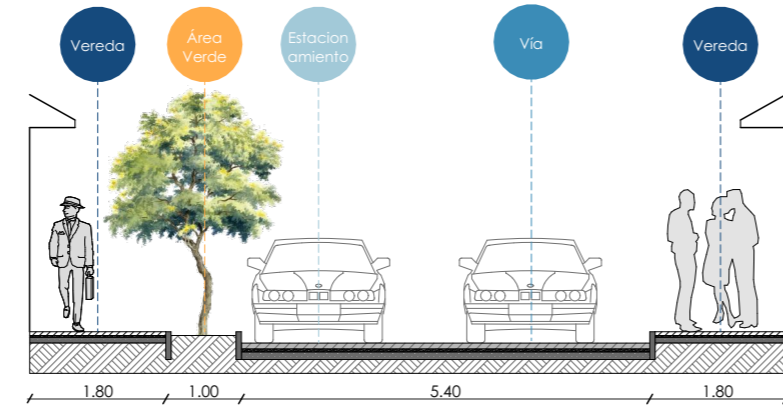 Vereda
Área
Verde
Estacion
amiento
Vía
Vereda
1.80
1.00
5.40
1.80